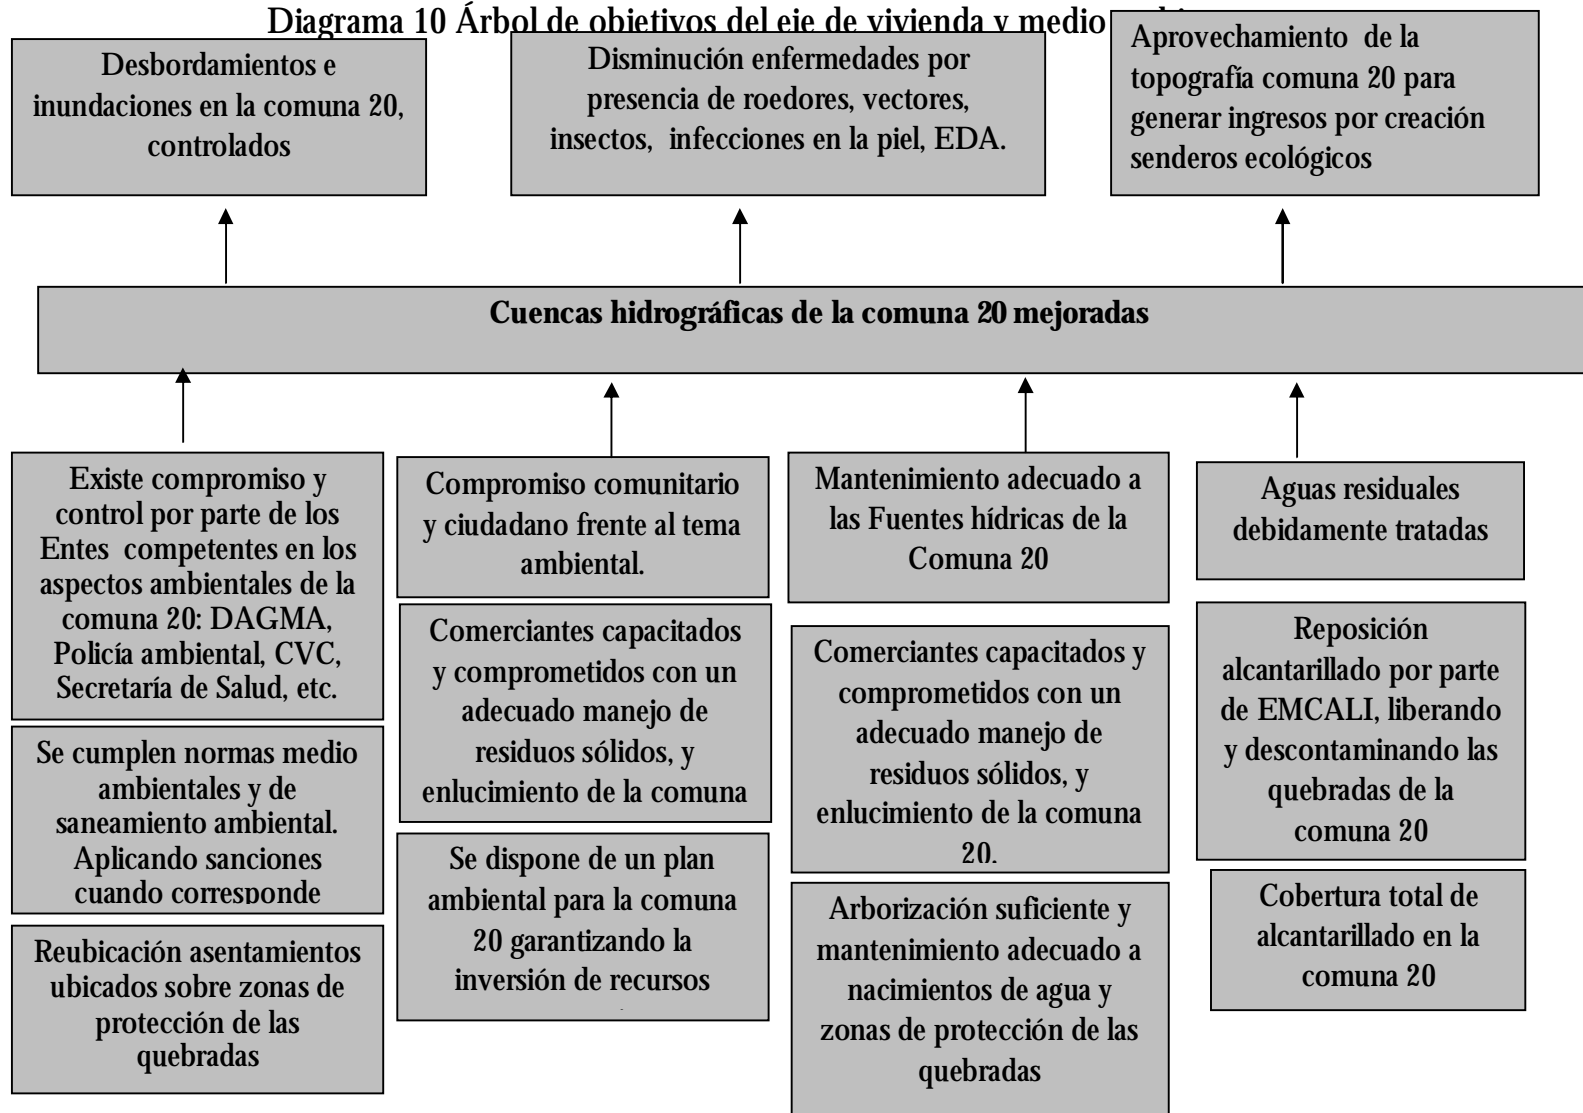 Diagrama 10 Árbol de objetivos del eje de vivienda y medio
Desbordamientos e
inundaciones en la comuna 20,
controlados
Disminución enfermedades por
presencia de roedores, vectores,
insectos, infecciones en la piel, EDA.
Aprovechamiento de la
topografía comuna 20 para
generar ingresos por creación
senderos ecológicos
Cuencas hidrográficas de la comuna 20 mejoradas
Existe compromiso y
control por parte de los
Entes competentes en los
aspectos ambientales de la
comuna 20: DAGMA,
Policía ambiental, CVC,
Secretaría de Salud, etc.
Se cumplen normas medio
ambientales y de
saneamiento ambiental.
Aplicando sanciones
cuando corresponde
Reubicación asentamientos
ubicados sobre zonas de
protección de las
quebradas
Compromiso comunitario
y ciudadano frente al tema
ambiental.
Comerciantes capacitados
y comprometidos con un
adecuado manejo de
residuos sólidos, y
enlucimiento de la comuna
Se dispone de un plan
ambiental para la comuna
20 garantizando la
inversión de recursos
Mantenimiento adecuado a
las Fuentes hídricas de la
Comuna 20
Comerciantes capacitados y
comprometidos con un
adecuado manejo de
residuos sólidos, y
enlucimiento de la comuna
20.
Arborización suficiente y
mantenimiento adecuado a
nacimientos de agua y
zonas de protección de las
quebradas
Aguas residuales
debidamente tratadas
Reposición
alcantarillado por parte
de EMCALI, liberando
y descontaminando las
quebradas de la
comuna 20
Cobertura total de
alcantarillado en la
comuna 20